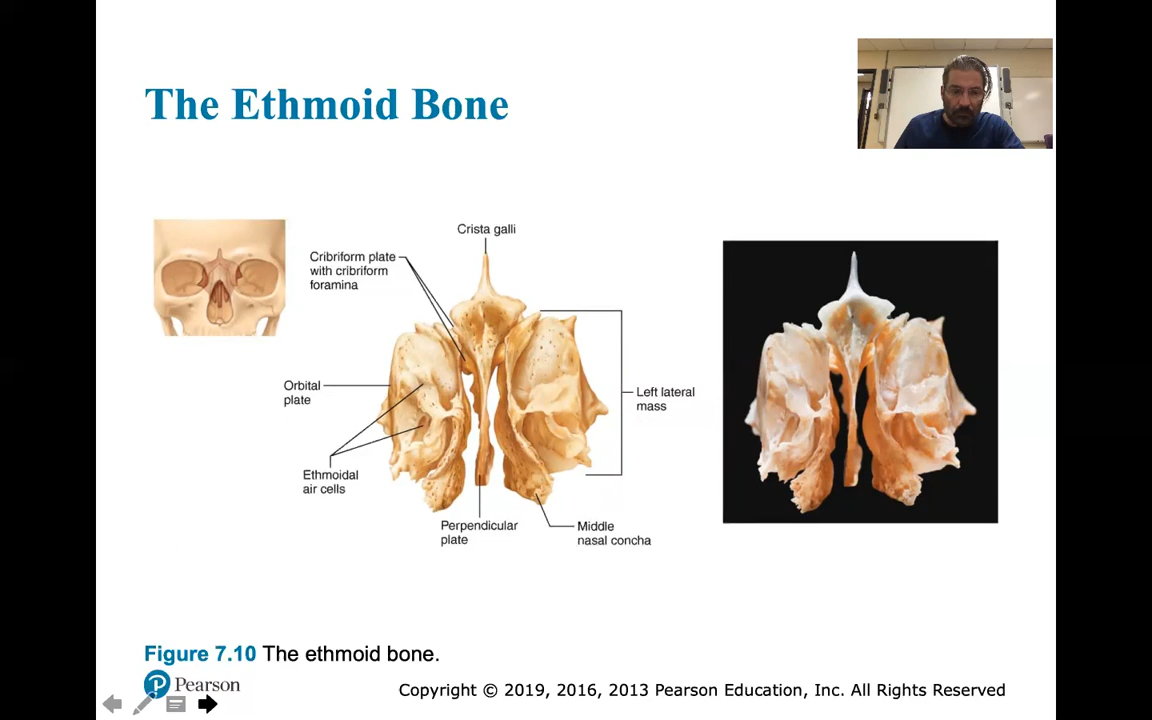 The Ethmoid Bone
Crista galli
Cribriform plate
with cribriform
foramina
Orbital
plate
Left lateral
mass
Ethmoidal
air cells
Perpendicular
plate
Middle
nasal concha
Figure 7.10 The ethmoid bone.
Pearson
Copyright © 2019, 2016, 2013 Pearson Education, Inc. All Rights Reserved